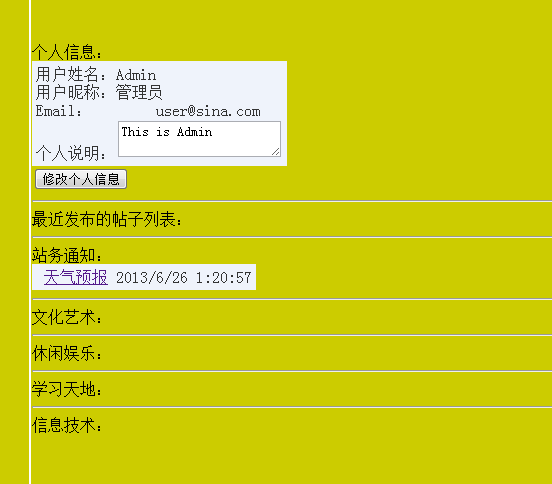 个人信息：
用户姓名：Admin
用户昵称：管理员
Email： user@sina.com
This is Admin
个人说明：
修改个人信息
最近发布的帖子列表：
站务通知：
天气预报 2013/6/26 1:20:57
文化艺术：
休闲娱乐：
学习天地：
信息技术：